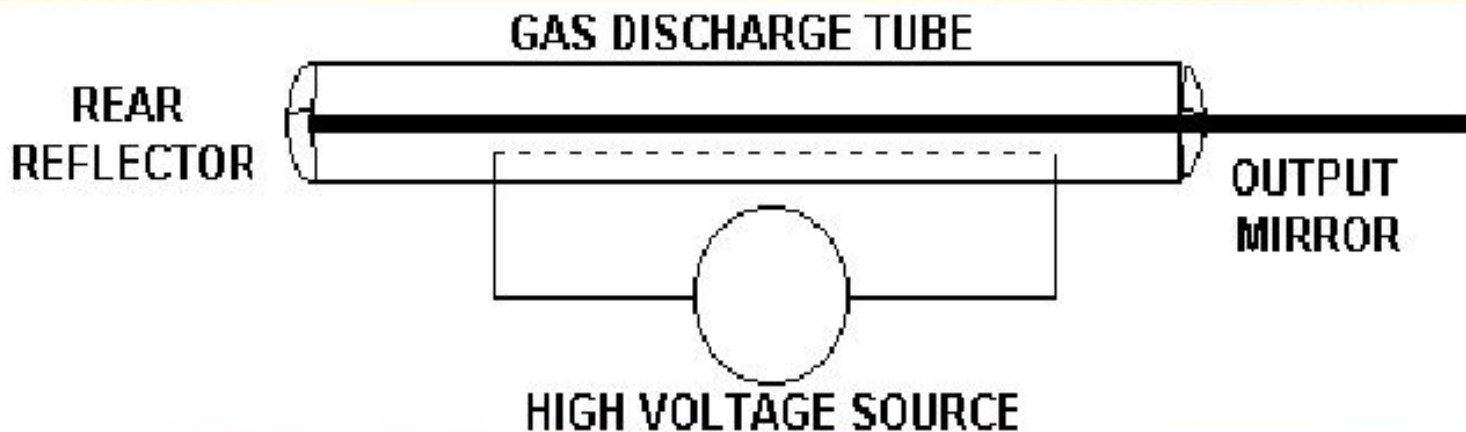 GAS DISCHARGE TUBE
REAR
REFLECTOR
OUTPUT
MIRROR
HIGH VOLTAGE SOURCE